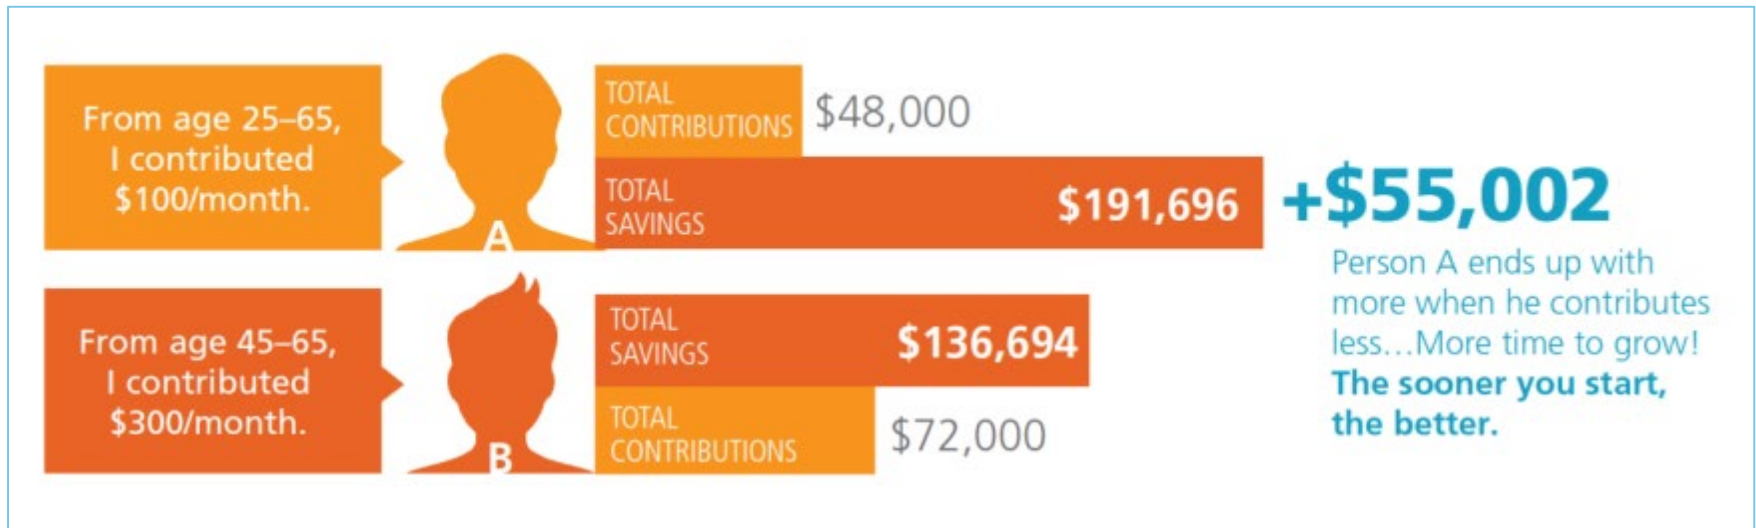 From age 25–65,
I contributed
$100/month.
A
TOTAL
CONTRIBUTIONS
$48,000
TOTAL
SAVINGS
$191,696
+$55,002
Person A ends up with
more when he contributes
less...More time to grow!
The sooner you start,
the better.
From age 45–65,
I contributed
$300/month.
B
TOTAL
SAVINGS
$136,694
TOTAL
CONTRIBUTIONS
$72,000